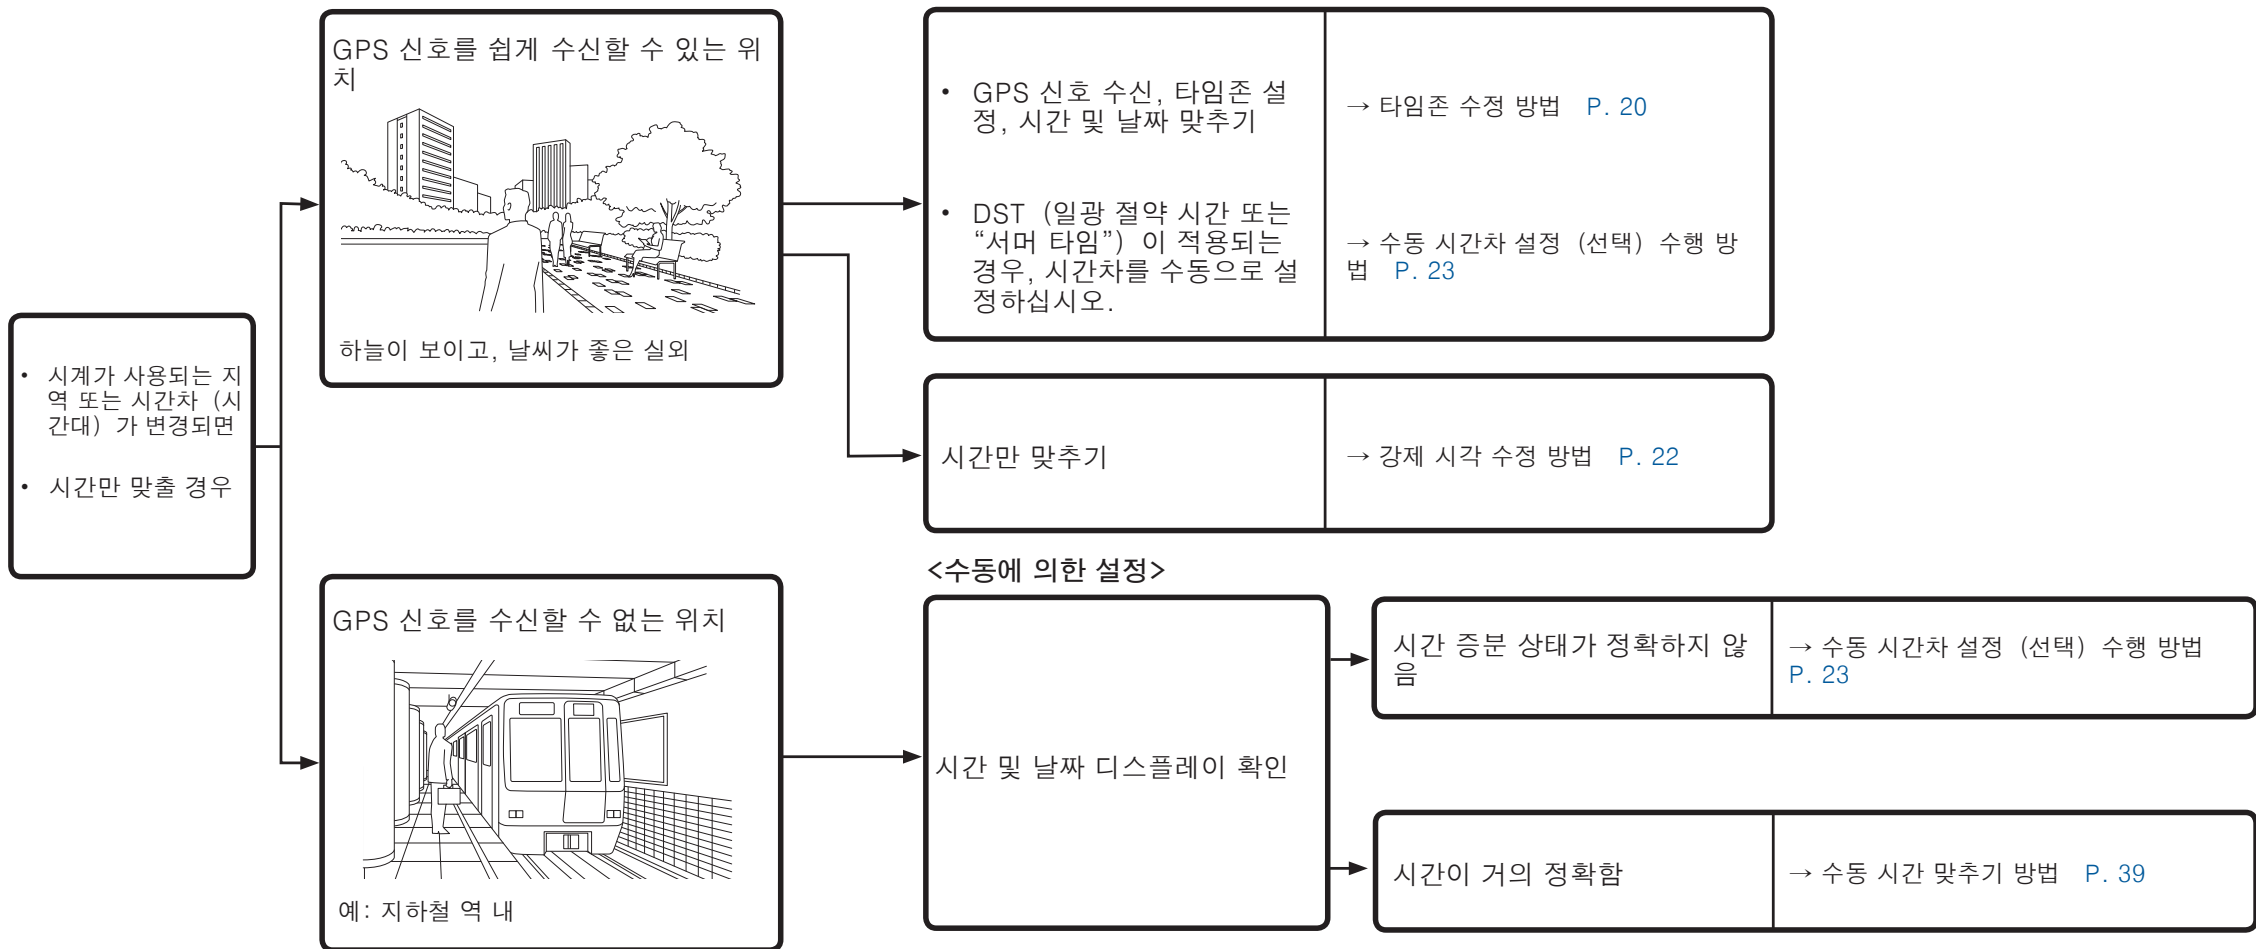 • 시계가 사용되는 지
역 또는 시간차 (시
간대) 가 변경되면
• 시간만 맞출 경우
GPS 신호를 쉽게 수신할 수 있는 위
치
하늘이 보이고, 날씨가 좋은 실외
• GPS 신호 수신, 타임존 설
정, 시간 및 날짜 맞추기
→ 타임존 수정 방법 P. 20
• DST (일광 절약 시간 또는
“서머 타임”) 이 적용되는
경우, 시간차를 수동으로 설
정하십시오.
→ 수동 시간차 설정 (선택) 수행 방
법 P. 23
시간만 맞추기
→ 강제 시각 수정 방법 P. 22
GPS 신호를 수신할 수 없는 위치
예: 지하철 역 내
<수동에 의한 설정>
시간 및 날짜 디스플레이 확인
시간 증분 상태가 정확하지 않
음
→ 수동 시간차 설정 (선택) 수행 방법
P. 23
시간이 거의 정확함
→ 수동 시간 맞추기 방법 P. 39